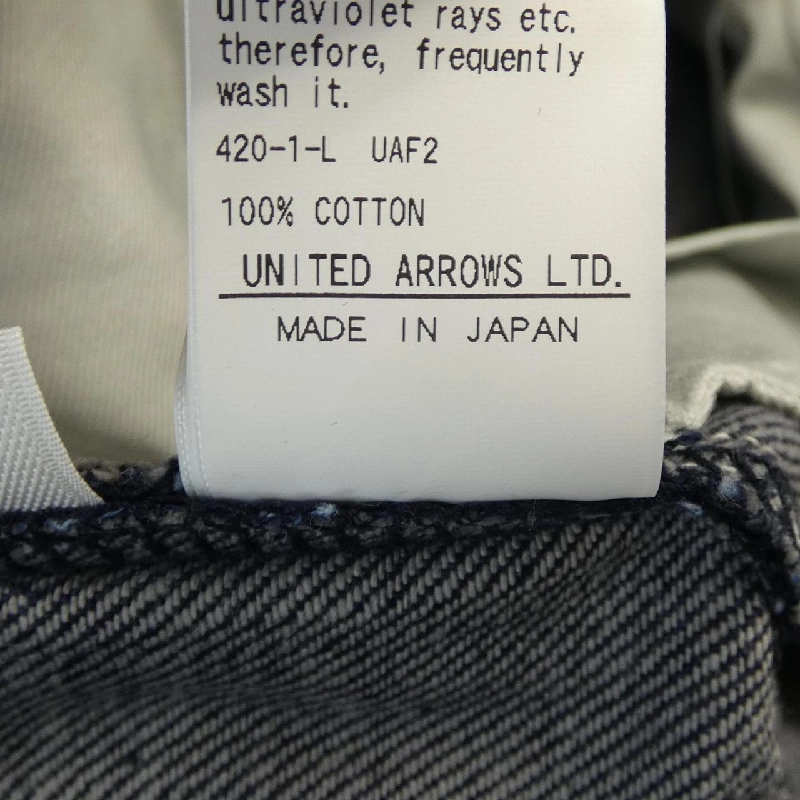 ultraviolet rays etc.
therefore, frequently
wash it.
420-1-L UAF2
100% COTTON
UNITED ARROWS LTD.
MADE IN JAPAN